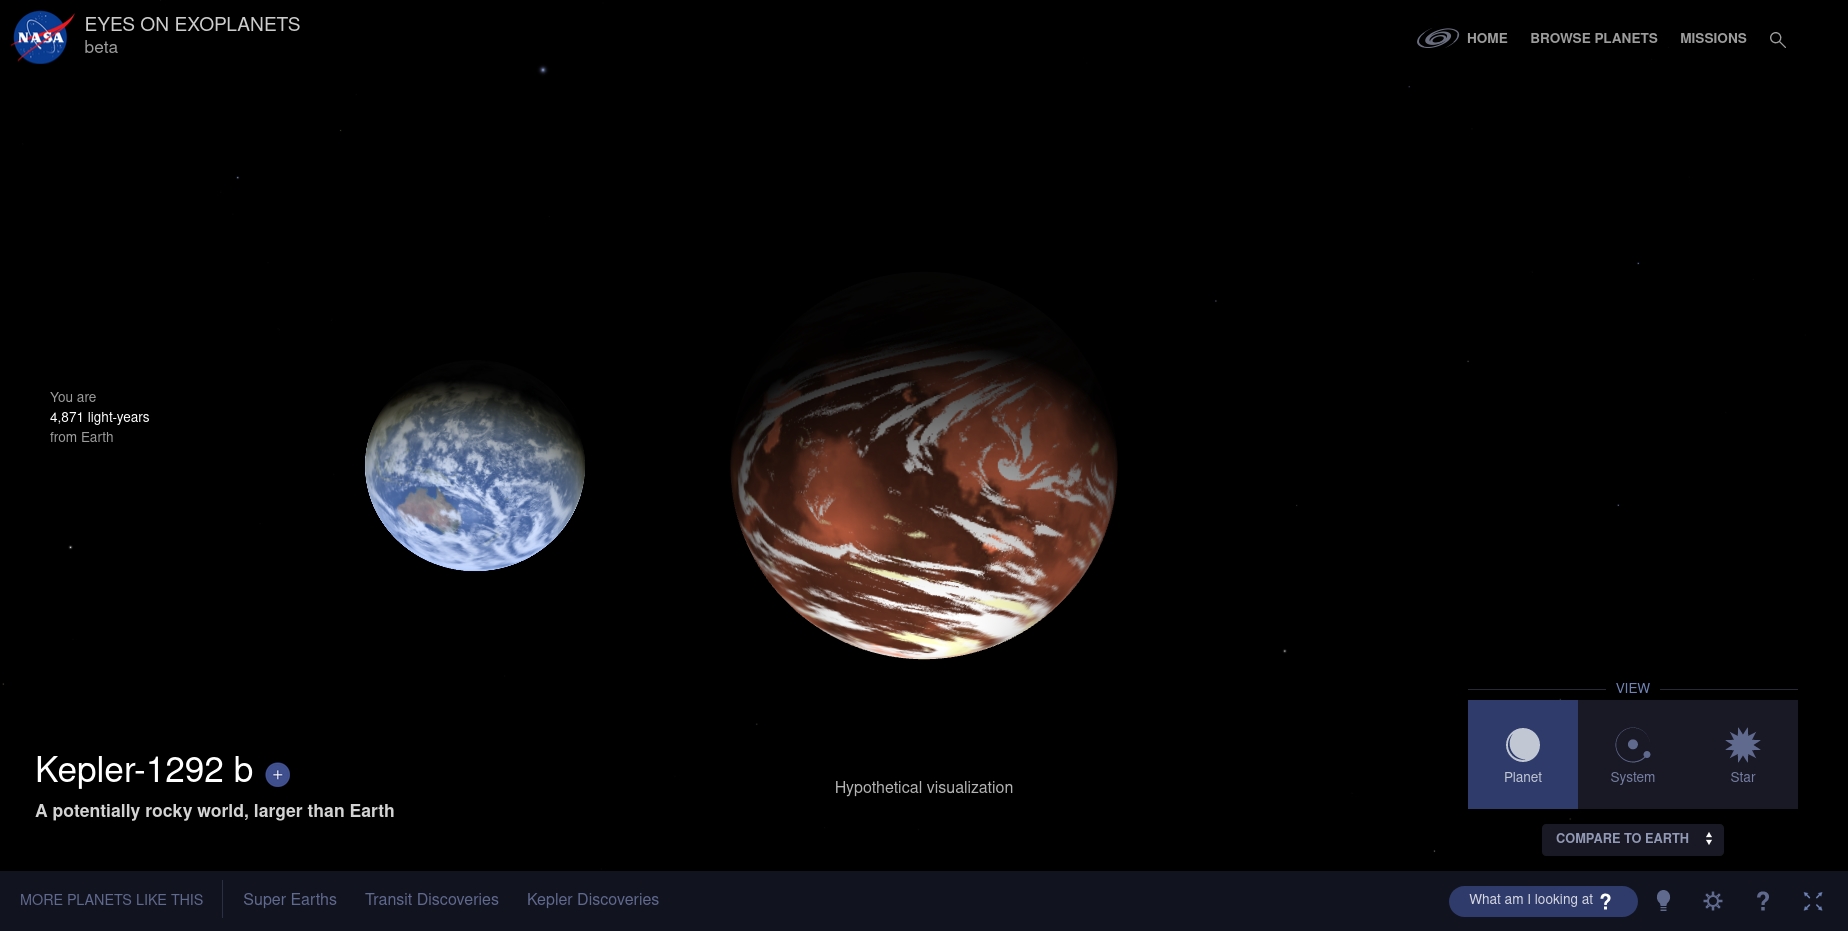 NASA
EYES ON EXOPLANETS
beta
HOME
BROWSE PLANETS
MISSIONS
You are
4,871 light-years
from Earth
Kepler-1292 b
+
A potentially rocky world, larger than Earth
Hypothetical visualization
VIEW
Planet
System
Star
COMPARE TO EARTH
MORE PLANETS LIKE THIS
Super Earths
Transit Discoveries
Kepler Discoveries
What am I looking at ?
?